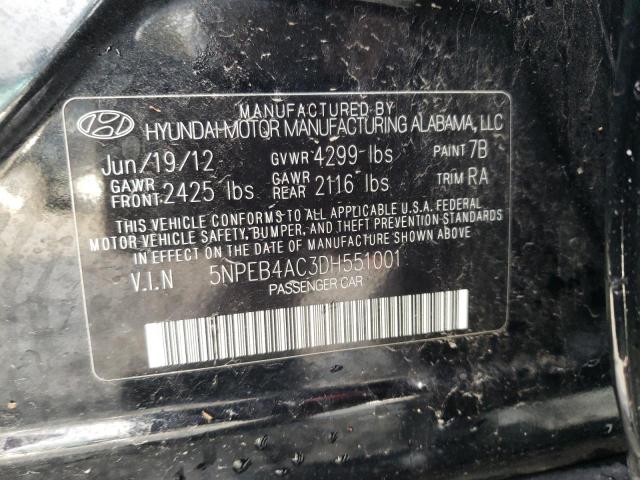 MANUFACTURED BY
HYUNDAI MOTOR MANUFACTURING ALABAMA, LLC
Jun/19/12 GVWR 4299 lbs PAINT 7B
GAWR FRONT 2425 lbs GAWR REAR 2116 lbs TRIM RA
THIS VEHICLE CONFORMS TO ALL APPLICABLE U.S.A. FEDERAL
MOTOR VEHICLE SAFETY, BUMPER, AND THEFT PREVENTION STANDARDS
IN EFFECT ON THE DATE OF MANUFACTURE SHOWN ABOVE.
V.I.N 5NPEB4AC3DH551001
PASSENGER CAR